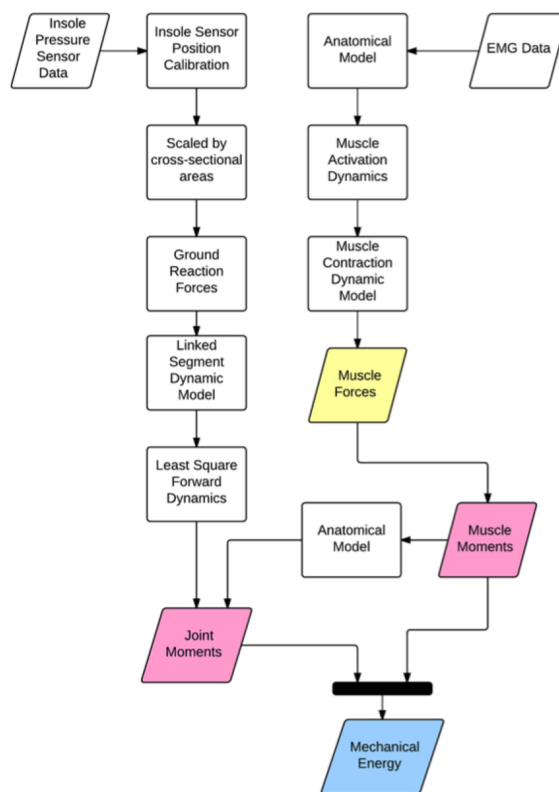 Insole
Pressure
Sensor
Data
Insole Sensor
Position
Calibration
Anatomical
Model
EMG Data
Scaled by
cross-sectional
areas
Muscle
Activation
Dynamics
Ground
Reaction
Forces
Muscle
Contraction
Dynamic
Model
Linked
Segment
Dynamic
Model
Muscle
Forces
Least Square
Forward
Dynamics
Anatomical
Model
Muscle
Moments
Joint
Moments
Mechanical
Energy